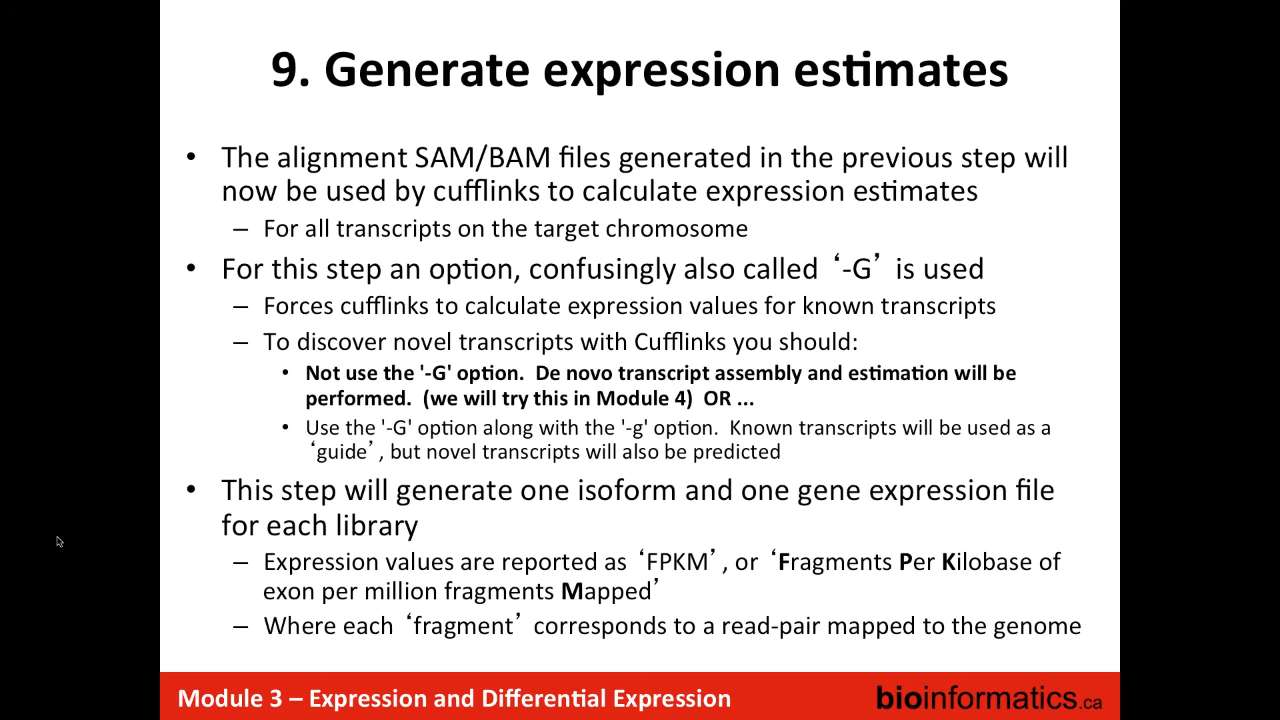 9. Generate expression estimates
• The alignment SAM/BAM files generated in the previous step will
now be used by cufflinks to calculate expression estimates
– For all transcripts on the target chromosome
• For this step an option, confusingly also called ‘-G’ is used
– Forces cufflinks to calculate expression values for known transcripts
– To discover novel transcripts with Cufflinks you should:
• Not use the '-G' option. De novo transcript assembly and estimation will be
performed. (we will try this in Module 4) OR ...
• Use the '-G' option along with the '-g' option. Known transcripts will be used as a
‘guide’, but novel transcripts will also be predicted
• This step will generate one isoform and one gene expression file
for each library
– Expression values are reported as ‘FPKM’, or ‘Fragments Per Kilobase of
exon per million fragments Mapped’
– Where each ‘fragment’ corresponds to a read-pair mapped to the genome
Module 3 – Expression and Differential Expression
bioinformatics.ca